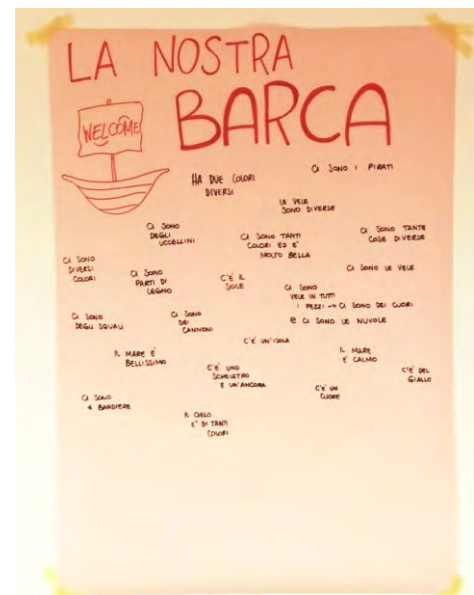 LA NOSTRA
BARCA
WELCOME
CI SONO I PIRATI
HA DUE COLORI
DIVERSI
LE VELE
SONO DIVERSE
CI SONO
DEGLI
UCCELLINI
CI SONO TANTI
COLORI ED E'
MOLTO BELLA
CI SONO TANTE
COSE DIVERSE
CI SONO
DIVERSI
COLORI
CI SONO
PARTI DI
LEGNO
C'È IL
SOLE
CI SONO LE VELE
CI SONO
VELE IN TUTTI
I PEZZI → CI SONO DEI CUORI
E CI SONO LE NUVOLE
CI SONO
DEGLI SQUALI
CI SONO
DEI
CANNONI
C'E' UN'ISOLA
IL MARE E'
BELLISSIMO
C'E' UNO
SCHELETRO
E UN'ANCORA
IL MARE
E' CALMO
C'E' DEL
GIALLO
C'E' UN
CUORE
CI SONO
4 BANDIERE
IL CIELO
E' DI TANTI
COLORI